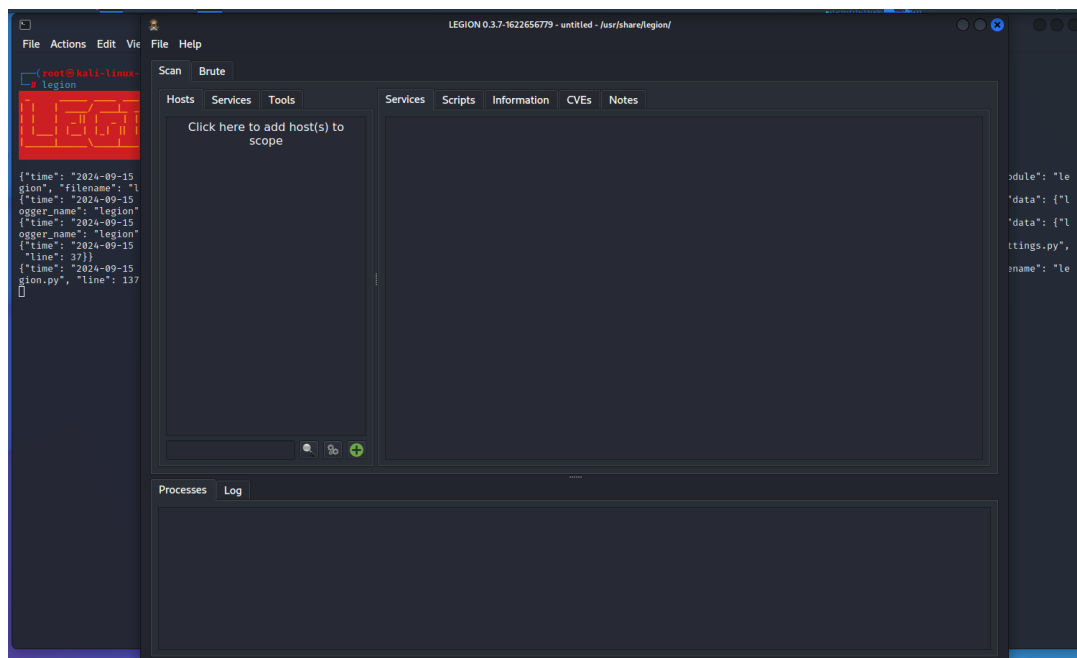 LEGION 0.3.7-1622656779 - untitled - /usr/share/legion/
File Actions Edit Vie
File Help
(root㉿kali-linux-
# legion
LEGI
{"time": "2024-09-15
gion", "filename": "l
{"time": "2024-09-15
ogger_name": "legion"
{"time": "2024-09-15
ogger_name": "legion"
{"time": "2024-09-15
"line": 37}}
{"time": "2024-09-15
gion.py", "line": 137
Scan Brute
Hosts Services Tools
Click here to add host(s) to
scope
Services Scripts Information CVEs Notes
Processes Log
odule": "le
"data": {"l
"data": {"l
ttings.py",
ename": "le